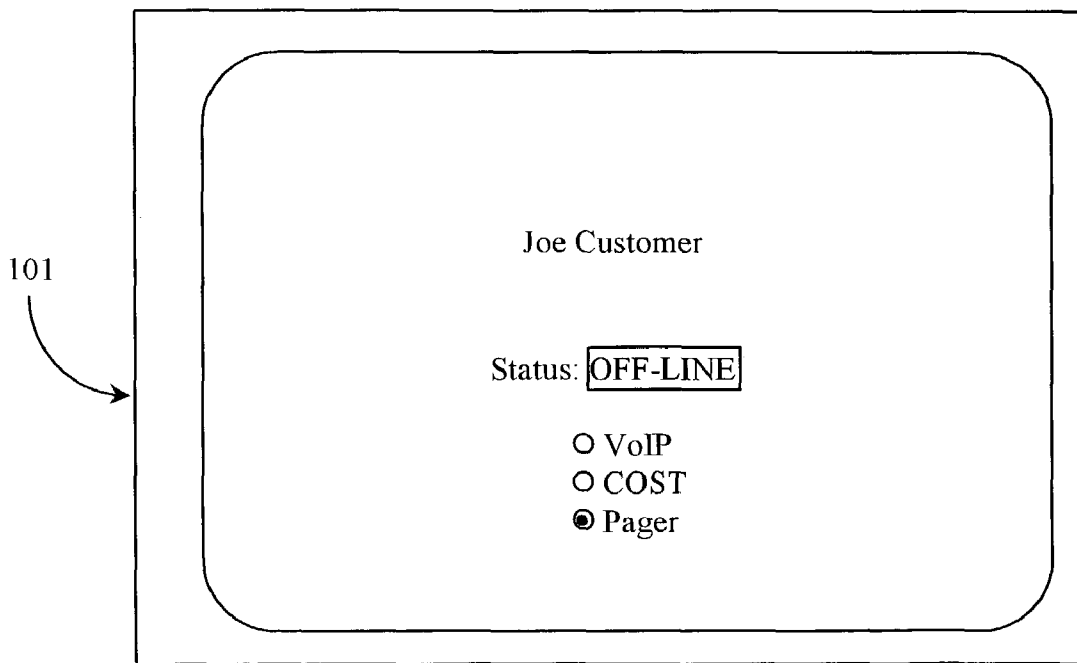 Joe Customer
101
Status: OFF-LINE
VoIP
COST
Pager